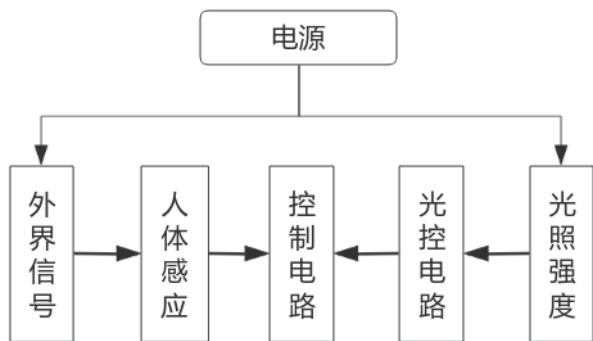 电源
外界信号
人体感应
控制电路
光控电路
光照强度